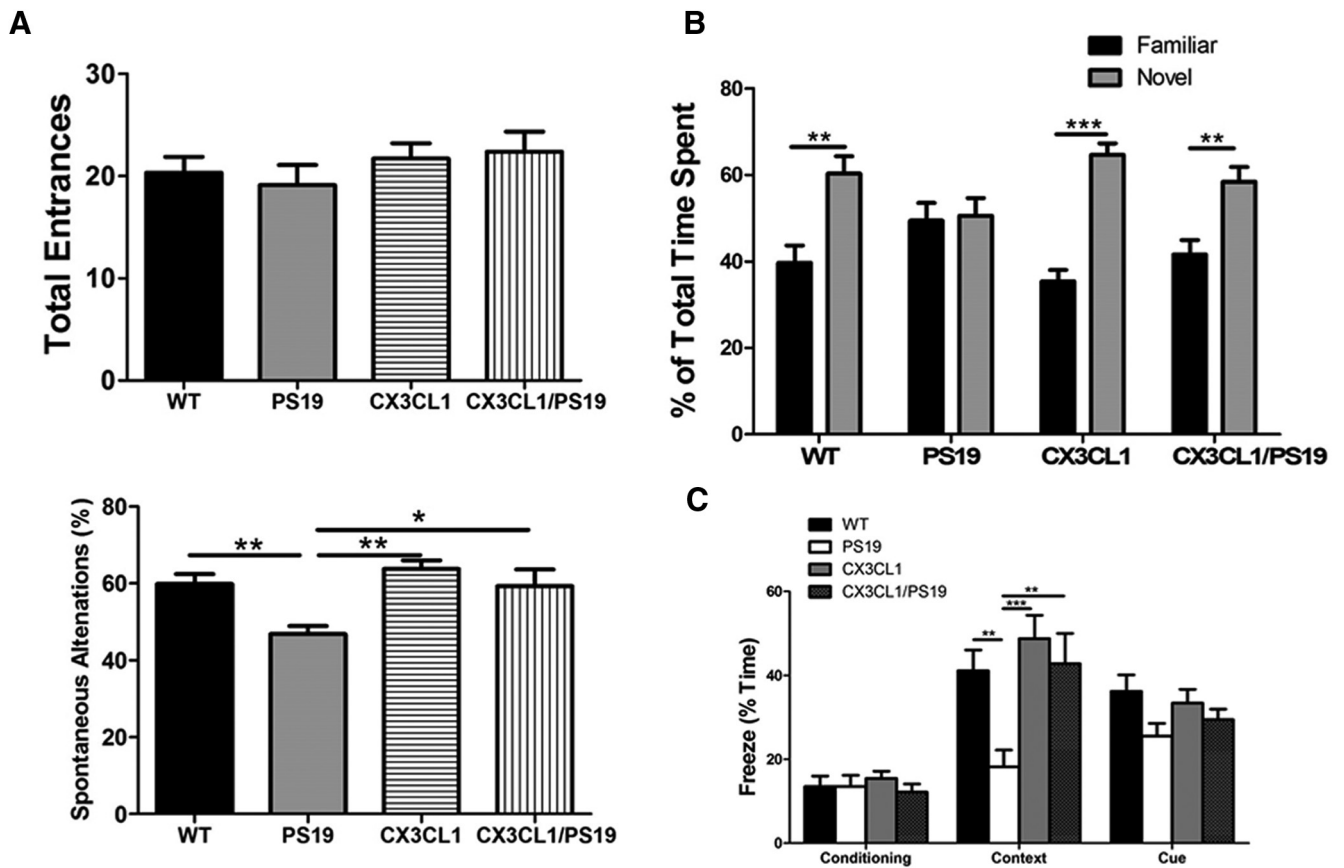 A
Total Entrances
30
20
10
0
WT PS19 CX3CL1 CX3CL1/PS19
Spontaneous Altenations (%)
80
60
40
20
0
** ** *
WT PS19 CX3CL1 CX3CL1/PS19
B
Familiar
Novel
% of Total Time Spent
80
60
40
20
0
** *** **
WT PS19 CX3CL1 CX3CL1/PS19
C
WT
PS19
CX3CL1
CX3CL1/PS19
Freeze (% Time)
60
40
20
0
** *** **
Conditioning Context Cue